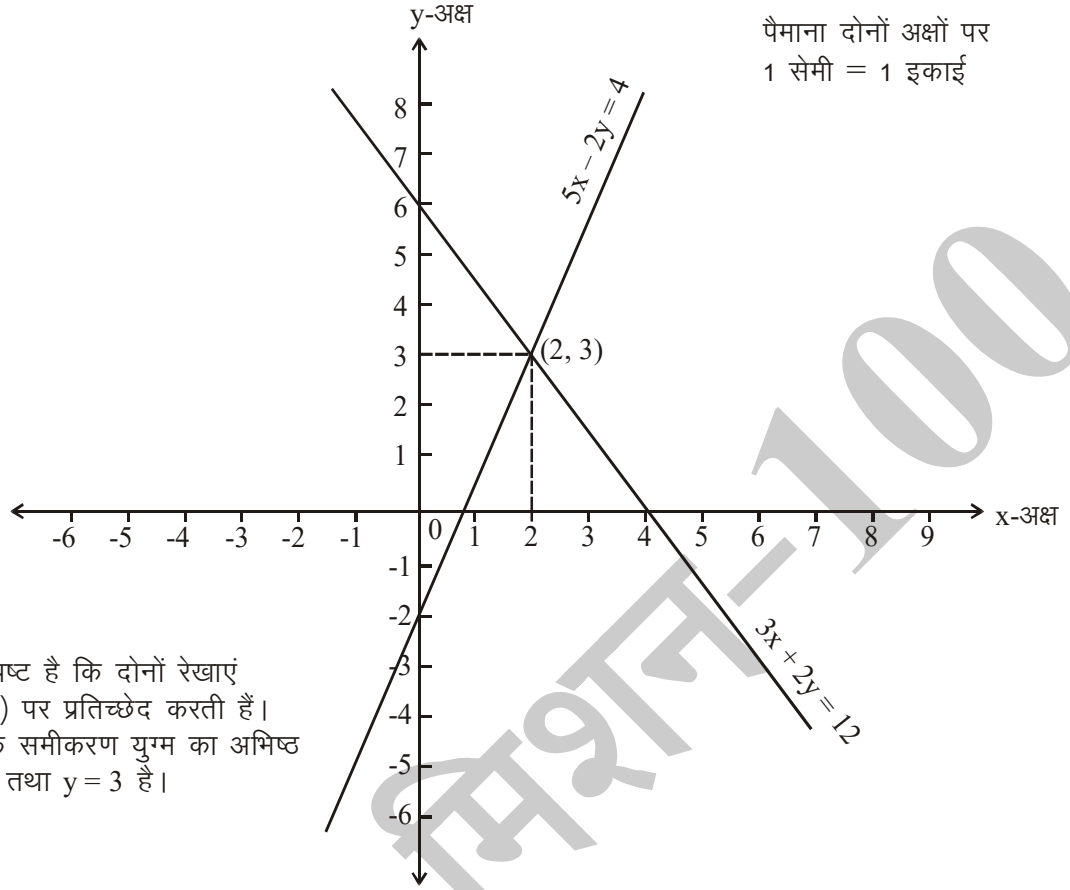 y-अक्ष
पैमाना दोनों अक्षों पर
1 सेमी = 1 इकाई
8
7
6
5
4
3
2
1
5x – 2y = 4
(2, 3)
-6 -5 -4 -3 -2 -1 0 1 2 3 4 5 6 7 8 9
x-अक्ष
-1
-2
-3
-4
-5
-6
3x + 2y = 12
ष्ट है कि दोनों रेखाएं
) पर प्रतिच्छेद करती हैं।
समीकरण युग्म का अभिष्ठ
तथा y = 3 है।
मिशन-100